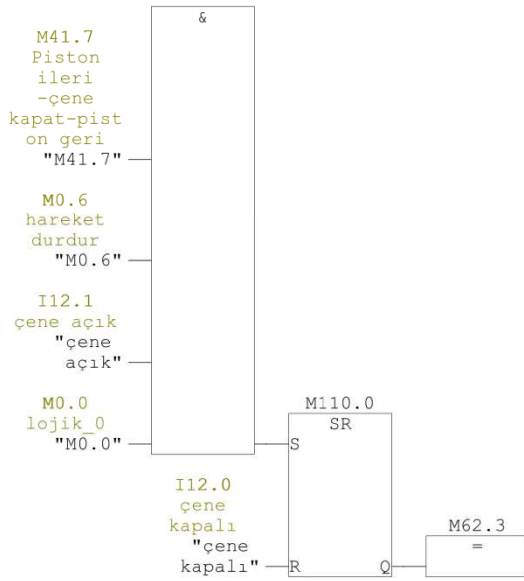 &
M41.7
Piston
ileri
-çene
kapat-pist
on geri
"M41.7"
M0.6
hareket
durdur
"M0.6"
I12.1
çene açık
"çene
açık"
M0.0
lojik_0
"M0.0"
M110.0
SR
S
I12.0
çene
kapalı
"çene
kapalı"
R
Q
M62.3
=